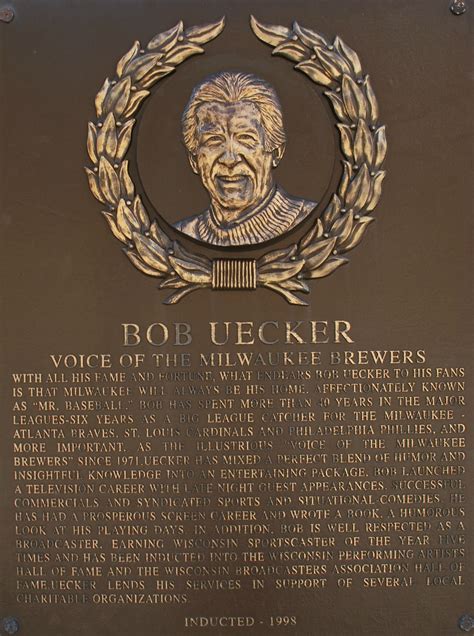 BOB UECKER
VOICE OF THE MILWAUKEE BREWERS
WITH ALL HIS FAME AND FORTUNE, WHAT ENDEARS BOB UECKER TO HIS FANS
IS THAT MILWAUKEE WILL ALWAYS BE HIS HOME. AFFECTIONATELY KNOWN
AS "MR. BASEBALL," BOB HAS SPENT MORE THAN 40 YEARS IN THE MAJOR
LEAGUES-SIX YEARS AS A BIG LEAGUE CATCHER FOR THE MILWAUKEE -
ATLANTA BRAVES, ST. LOUIS CARDINALS AND PHILADELPHIA PHILLIES, AND
MORE IMPORTANT, AS THE ILLUSTRIOUS "VOICE OF THE MILWAUKEE
BREWERS" SINCE 1971.UECKER HAS MIXED A PERFECT BLEND OF HUMOR AND
INSIGHTFUL KNOWLEDGE INTO AN ENTERTAINING PACKAGE. BOB LAUNCHED
A TELEVISION CAREER WITH LATE NIGHT GUEST APPEARANCES, SUCCESSFUL
COMMERCIALS AND SYNDICATED SPORTS AND SITUATIONAL COMEDIES. HE
HAS HAD A PROSPEROUS SCREEN CAREER AND WROTE A BOOK, A HUMOROUS
LOOK AT HIS PLAYING DAYS. IN ADDITION, BOB IS WELL RESPECTED AS A
BROADCASTER, EARNING WISCONSIN SPORTSCASTER OF THE YEAR FIVE
TIMES AND HAS BEEN INDUCTED INTO THE WISCONSIN PERFORMING ARTISTS
HALL OF FAME AND THE WISCONSIN BROADCASTERS ASSOCIATION HALL OF
FAME.UECKER LENDS HIS SERVICES IN SUPPORT OF SEVERAL LOCAL
CHARITABLE ORGANIZATIONS.
INDUCTED - 1998